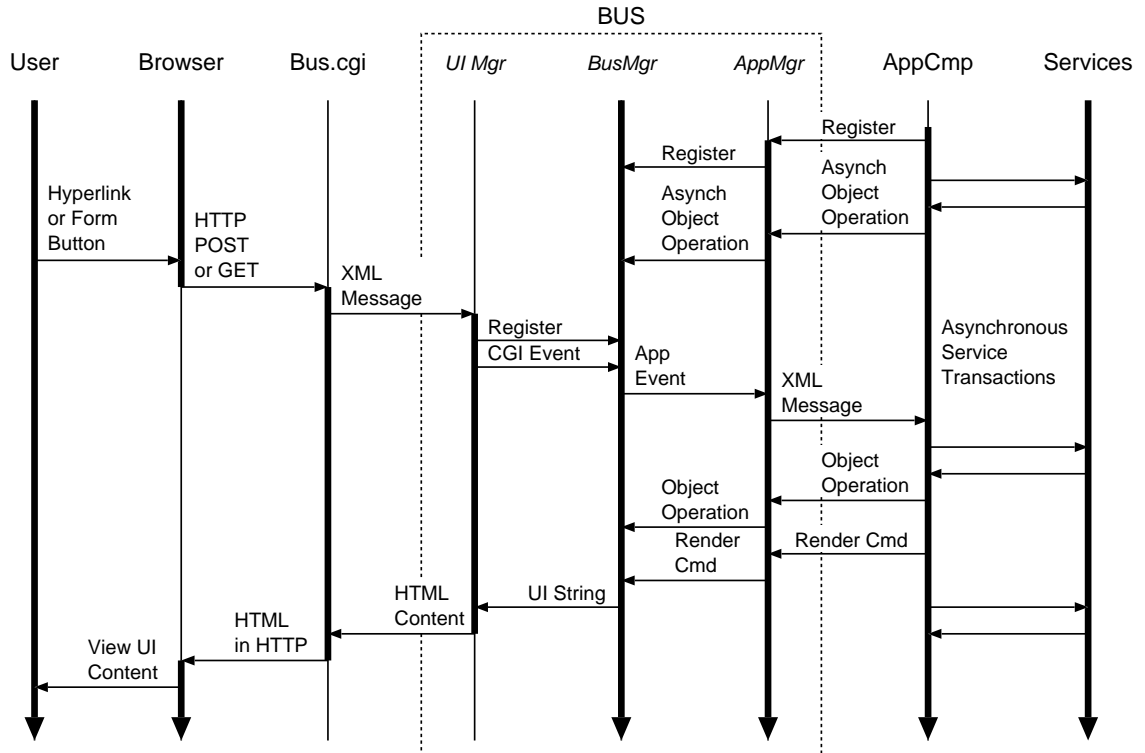 BUS
User
Browser
Bus.cgi
UI Mgr
BusMgr
AppMgr
AppCmp
Services
Register
Register
Asynch
Object
Operation
Asynch
Object
Operation
Hyperlink
or Form
Button
HTTP
POST
or GET
XML
Message
Register
CGI Event
App
Event
XML
Message
Asynchronous
Service
Transactions
Object
Operation
Object
Operation
Render Cmd
Render
Cmd
UI String
HTML
Content
HTML
in HTTP
View UI
Content